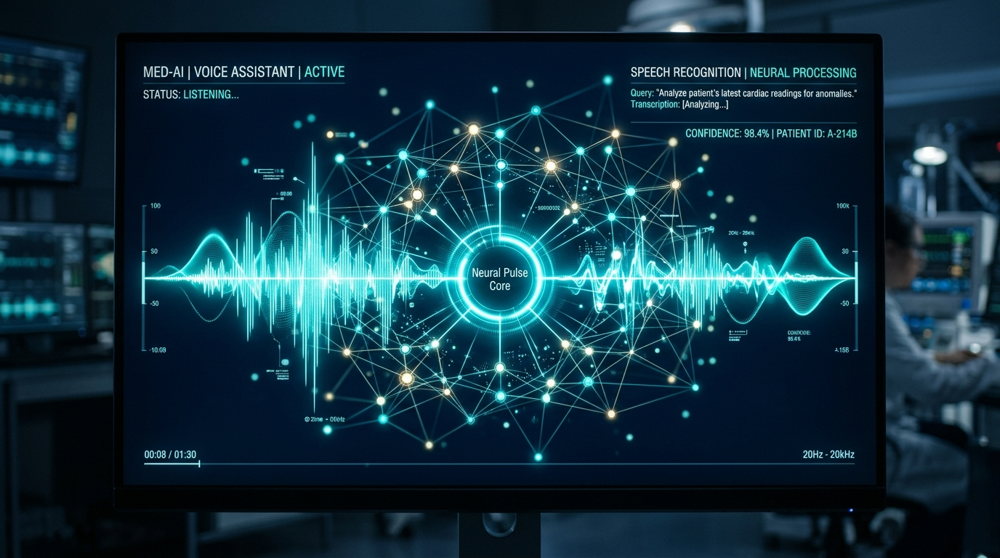 MED-AI | VOICE ASSISTANT | ACTIVE
STATUS: LISTENING...
SPEECH RECOGNITION | NEURAL PROCESSING
Query: "Analyze patient's latest cardiac readings for anomalies."
Transcription: [Analyzing...]
CONFIDENCE: 98.4% | PATIENT ID: A-214B
100
50
-50
-10.08
Neural Pulse
Core
100K
30
-50
00:08 / 01:30
20Hz - 20kHz